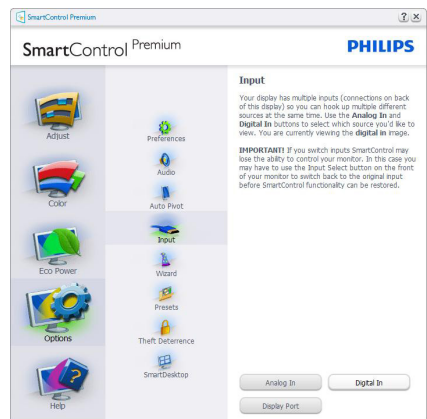 SmartControl Premium
SmartControl Premium
PHILIPS
Adjust
Color
Eco Power
Options
Help
Preferences
Audio
Auto Pivot
Input
Wizard
Presets
Theft Deterrence
SmartDesktop
Input
Your display has multiple inputs (connections on back
of this display) so you can hook up multiple different
sources at the same time. Use the Analog In and
Digital In buttons to select which source you'd like to
view. You are currently viewing the digital in image.
IMPORTANT! If you switch inputs SmartControl may
lose the ability to control your monitor. In this case you
may have to use the Input Select button on the front
of your monitor to switch back to the original input
before SmartControl functionality can be restored.
Analog In
Digital In
Display Port